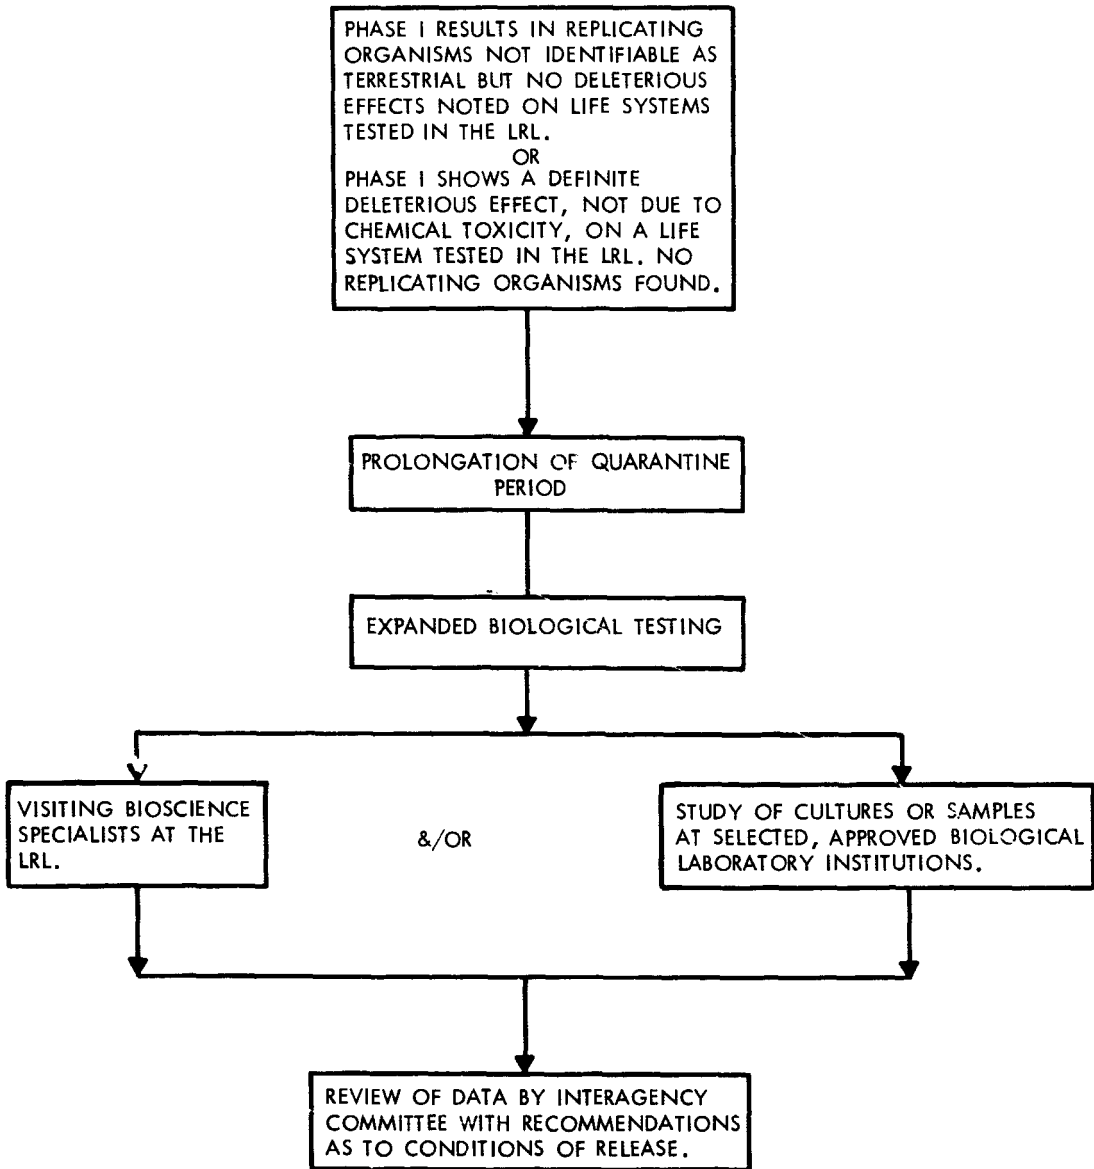 PHASE I RESULTS IN REPLICATING
ORGANISMS NOT IDENTIFIABLE AS
TERRESTRIAL BUT NO DELETERIOUS
EFFECTS NOTED ON LIFE SYSTEMS
TESTED IN THE LRL.
OR
PHASE I SHOWS A DEFINITE
DELETERIOUS EFFECT, NOT DUE TO
CHEMICAL TOXICITY, ON A LIFE
SYSTEM TESTED IN THE LRL. NO
REPLICATING ORGANISMS FOUND.
PROLONGATION OF QUARANTINE
PERIOD
EXPANDED BIOLOGICAL TESTING
VISITING BIOSCIENCE
SPECIALISTS AT THE
LRL.
&/OR
STUDY OF CULTURES OR SAMPLES
AT SELECTED, APPROVED BIOLOGICAL
LABORATORY INSTITUTIONS.
REVIEW OF DATA BY INTERAGENCY
COMMITTEE WITH RECOMMENDATIONS
AS TO CONDITIONS OF RELEASE.